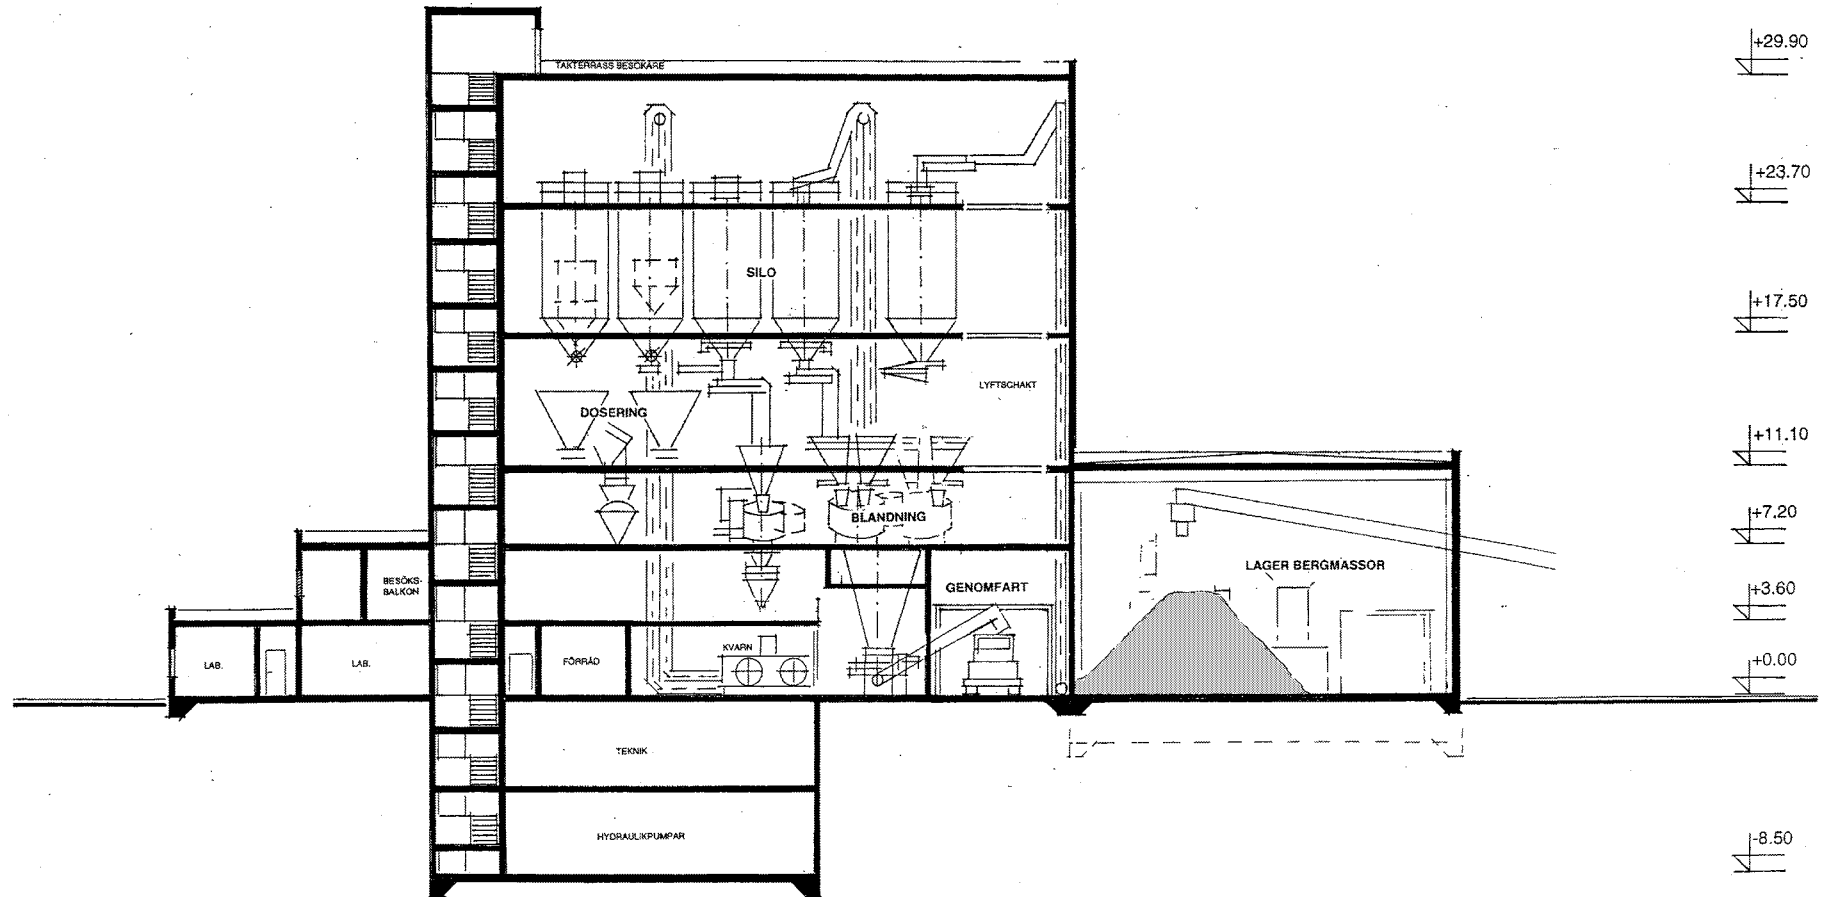 +29.90
TAKTERRASS BESÖKARE
+23.70
SILO
+17.50
LYFTSCHAKT
DOSERING
+11.10
+7.20
BLANDNING
LAGER BERGMASSOR
BESÖKS-
BALKON
GENOMFART
+3.60
KVARN
LAB.
LAB.
FÖRRÅD
+0.00
TEKNIK
HYDRAULIKPUMPAR
-8.50